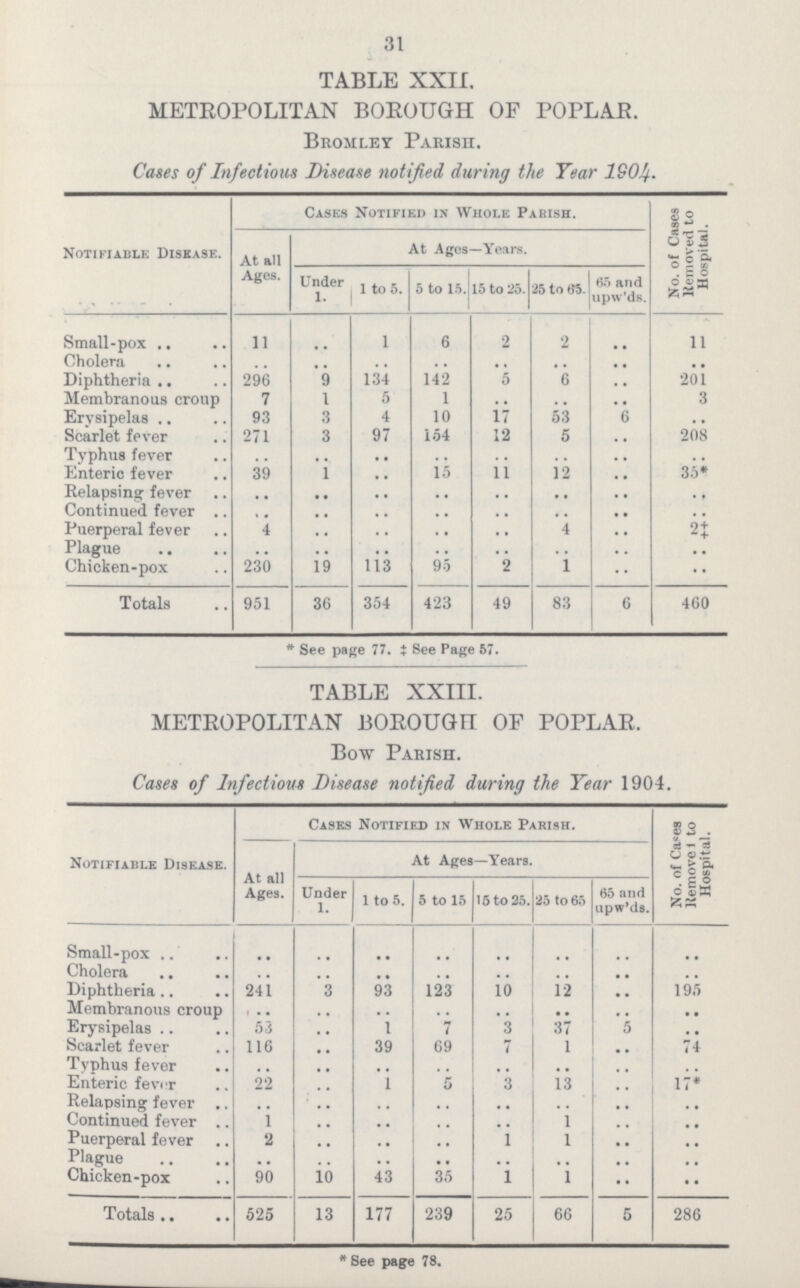 31
TABLE XXII.
METROPOLITAN BOROUGH OF POPLAR.
BROMLEY PARISH.
Cases of Infectious Disease notified during the Year 1904.
NOTIFIABLE DISEASE. CASES NOTIFIED IN WHOLE PARISH. No. of Cases Removed to Hospital.
At all Ages. At Ages—Years.
Under 1. 1 to 5. 5 to 15. 15 to 25. 25 to 65. 65 and upw'ds.
Small-pox .. .. 11 .. 1 6 2 2 .. 11
Cholera .. .. .. .. .. .. .. .. .. ..
Diphtheria .. .. 296 9 134 142 5 6 .. 201
Membranous croup 7 1 5 1 .. .. .. 3
Erysipelas .. .. 93 3 4 10 17 53 6 ..
Scarlet fever .. 271 3 97 154 12 5 .. 208
Typhus fever .. .. .. .. .. .. .. .. ..
Enteric fever .. 39 1 .. 15 11 12 .. 35*
Relapsing fever .. .. .. .. .. .. .. .. ..
Continued fever .. .. .. .. .. .. .. .. ..
Puerperal fever .. 4 .. .. .. .. 4 .. 2‡
Plague .. .. .. .. .. .. .. .. .. ..
Chicken-pox .. 230 19 113 95 2 1 .. ..
Totals .. 951 36 354 423 49 83 6 460
* See page 77. ‡ See Page 57.
TABLE XXIII.
METROPOLITAN BOROUGH OF POPLAR.
BOW PARISH.
Cases of Infectious Disease notified during the Year 1904.
NOTIFIABLE DISEASE. CASES NOTIFIED IN WHOLE PARISH. No. of Cases Removed to Hospital.
At all Ages. At Ages—Years.
Under 1. 1 to 5. 5 to 15 15 to 25. 25 to 65 65 and upw'ds.
Small-pox .. .. .. .. .. .. .. .. .. ..
Cholera .. .. .. .. .. .. .. .. .. ..
Diphtheria .. .. 241 3 93 123 10 12 .. 195
Membranous croup .. .. .. .. .. .. .. ..
Erysipelas .. .. 53 .. 1 7 3 37 5 ..
Scarlet fever .. 116 .. 39 69 7 1 .. 74
Typhus fever .. .. .. .. .. .. .. .. ..
Enteric fever .. 22 .. 1 5 3 13 .. 17*
Relapsing fever .. .. .. .. .. .. .. .. ..
Continued fever .. 1 .. .. .. .. 1 .. ..
Puerperal fever .. 2 .. .. .. 1 1 .. ..
Plague .. .. .. .. .. .. .. .. .. ..
Chicken-pox .. 90 10 43 35 1 1 .. ..
Totals .. .. 525 13 177 239 25 66 5 286
* See page 78.